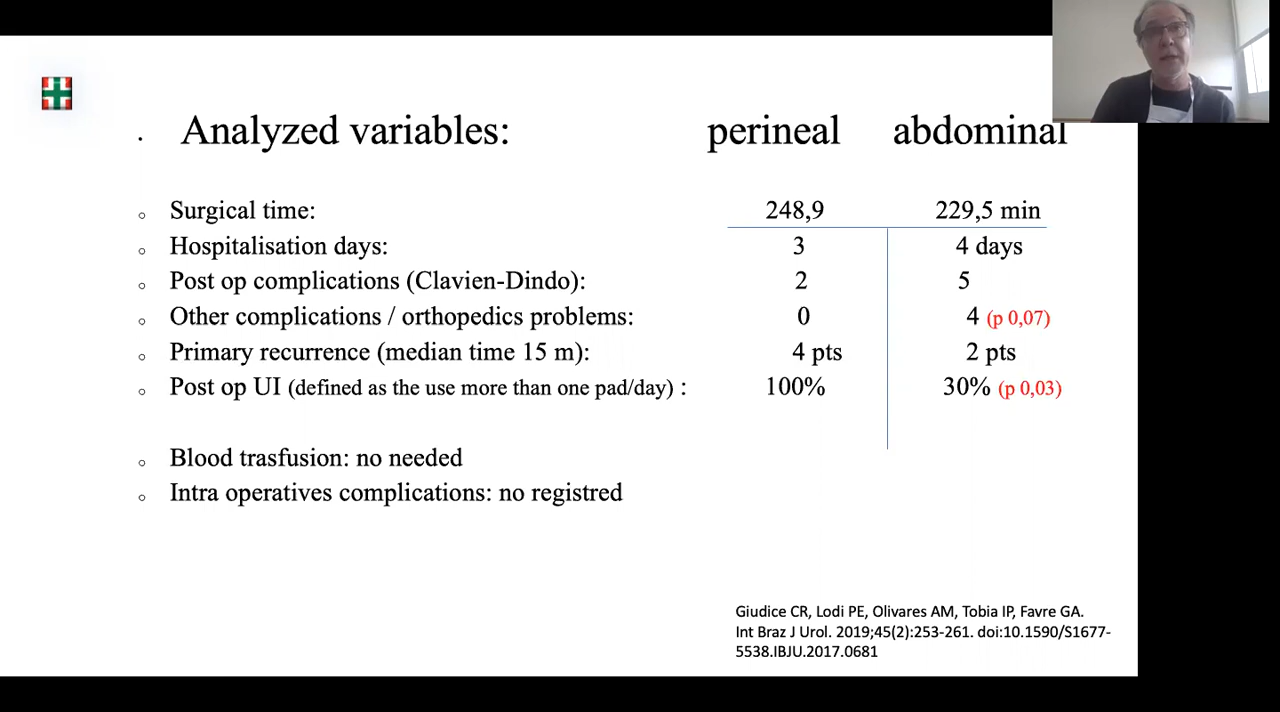 Analyzed variables: perineal abdominal
Surgical time: 248,9 229,5 min
Hospitalisation days: 3 4 days
Post op complications (Clavien-Dindo): 2 5
Other complications / orthopedics problems: 0 4 (p 0,07)
Primary recurrence (median time 15 m): 4 pts 2 pts
Post op UI (defined as the use more than one pad/day) : 100% 30% (p 0,03)
Blood trasfusion: no needed
Intra operatives complications: no registred
Giudice CR, Lodi PE, Olivares AM, Tobia IP, Favre GA.
Int Braz J Urol. 2019;45(2):253-261. doi:10.1590/S1677-
5538.IBJU.2017.0681